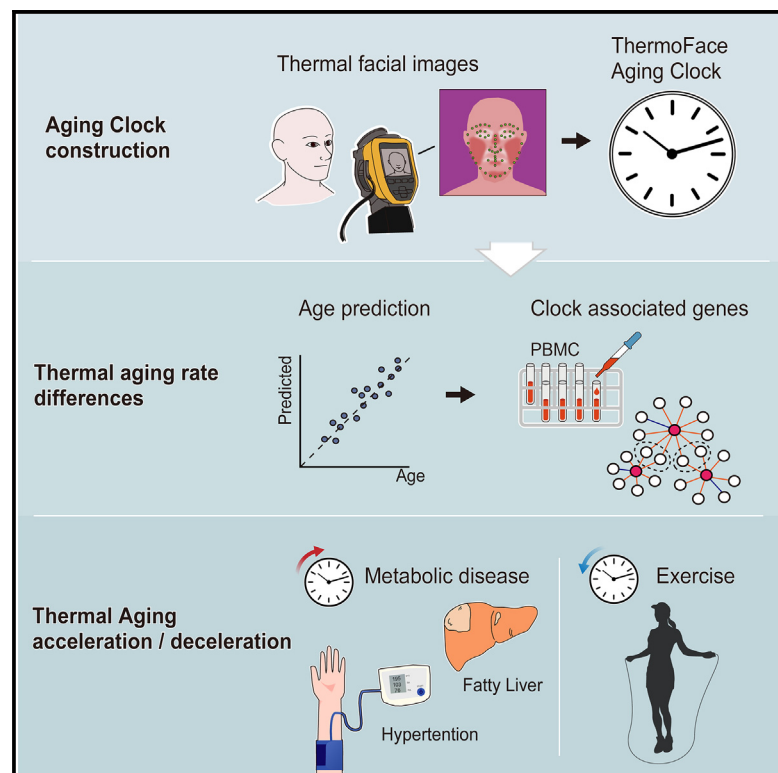 Thermal facial images
ThermoFace
Aging Clock
Aging Clock
construction
Age prediction
Clock associated genes
PBMC
Predicted
Age
Thermal aging rate
differences
Metabolic disease
Exercise
Thermal Aging
acceleration / deceleration
Fatty Liver
Hypertention